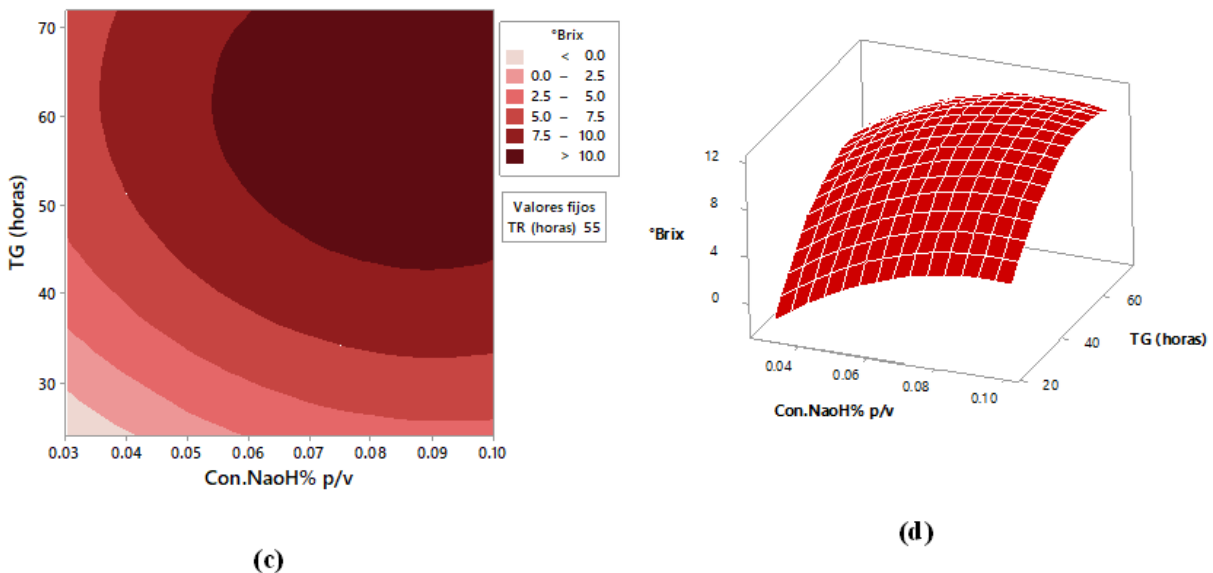 70
60
50
40
30
TG (horas)
0.03 0.04 0.05 0.06 0.07 0.08 0.09 0.10
Con.NaoH% p/v
°Brix
< 0.0
0.0 – 2.5
2.5 – 5.0
5.0 – 7.5
7.5 – 10.0
> 10.0
Valores fijos
TR (horas) 55
(c)
12
8
4
0
°Brix
0.04 0.06 0.08 0.10
Con.NaoH% p/v
20
40
60
TG (horas)
(d)